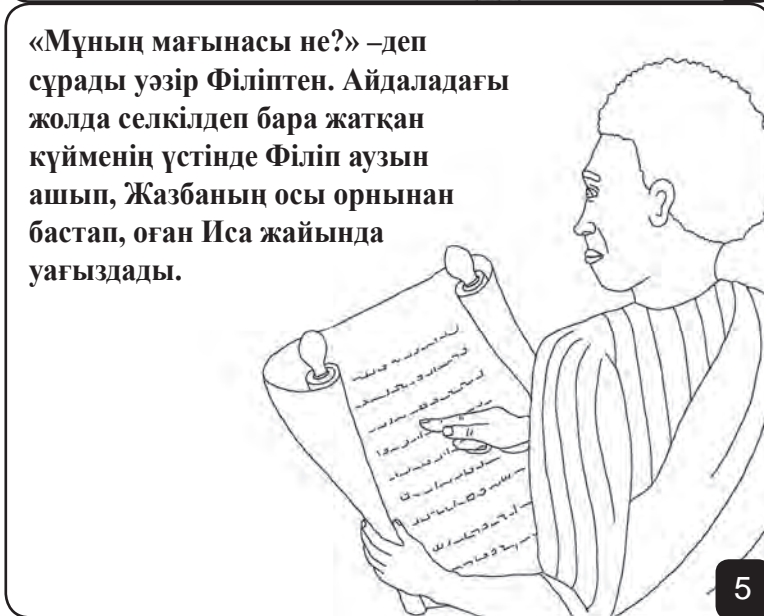 «Мұның мағынасы не?» –деп
сұрады уәзір Філіптен. Айдаладағы
жолда селкілдеп бара жатқан
күйменің үстінде Філіп аузын
ашып, Жазбаның осы орнынан
бастап, оған Иса жайында
уағыздады.
5